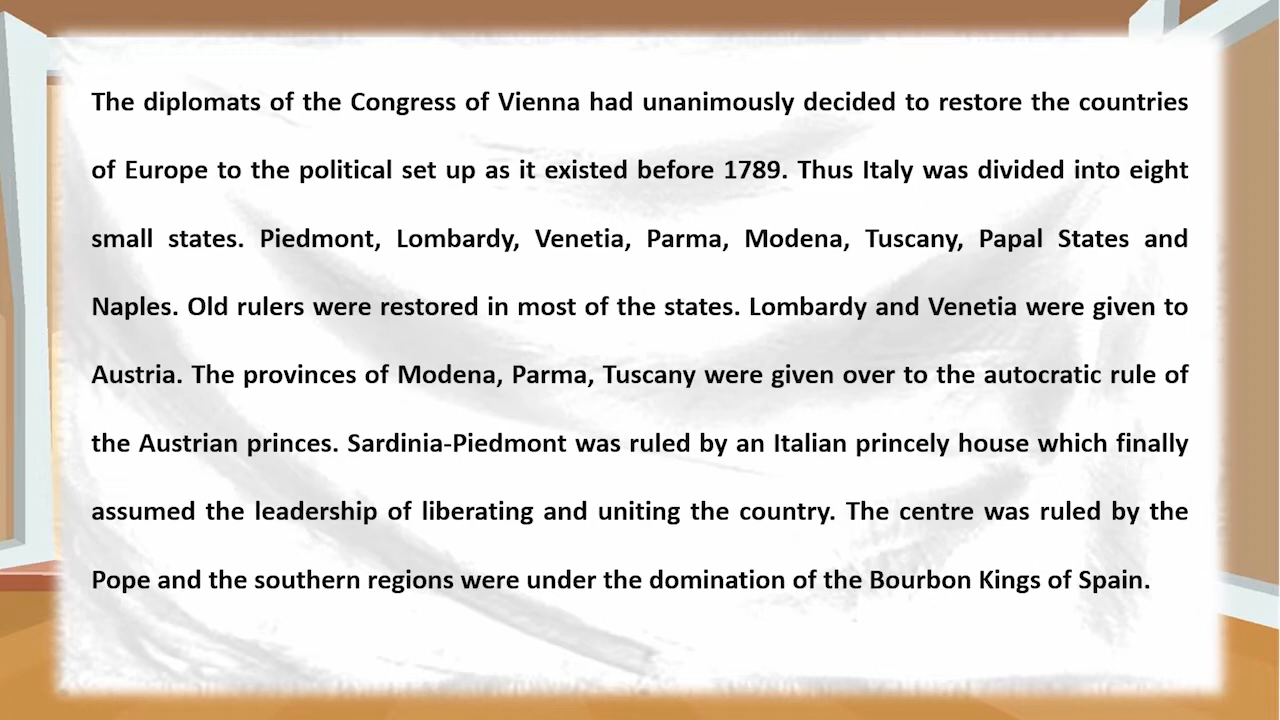 The diplomats of the Congress of Vienna had unanimously decided to restore the countries
of Europe to the political set up as it existed before 1789. Thus Italy was divided into eight
small states. Piedmont, Lombardy, Venetia, Parma, Modena, Tuscany, Papal States and
Naples. Old rulers were restored in most of the states. Lombardy and Venetia were given to
Austria. The provinces of Modena, Parma, Tuscany were given over to the autocratic rule of
the Austrian princes. Sardinia-Piedmont was ruled by an Italian princely house which finally
assumed the leadership of liberating and uniting the country. The centre was ruled by the
Pope and the southern regions were under the domination of the Bourbon Kings of Spain.